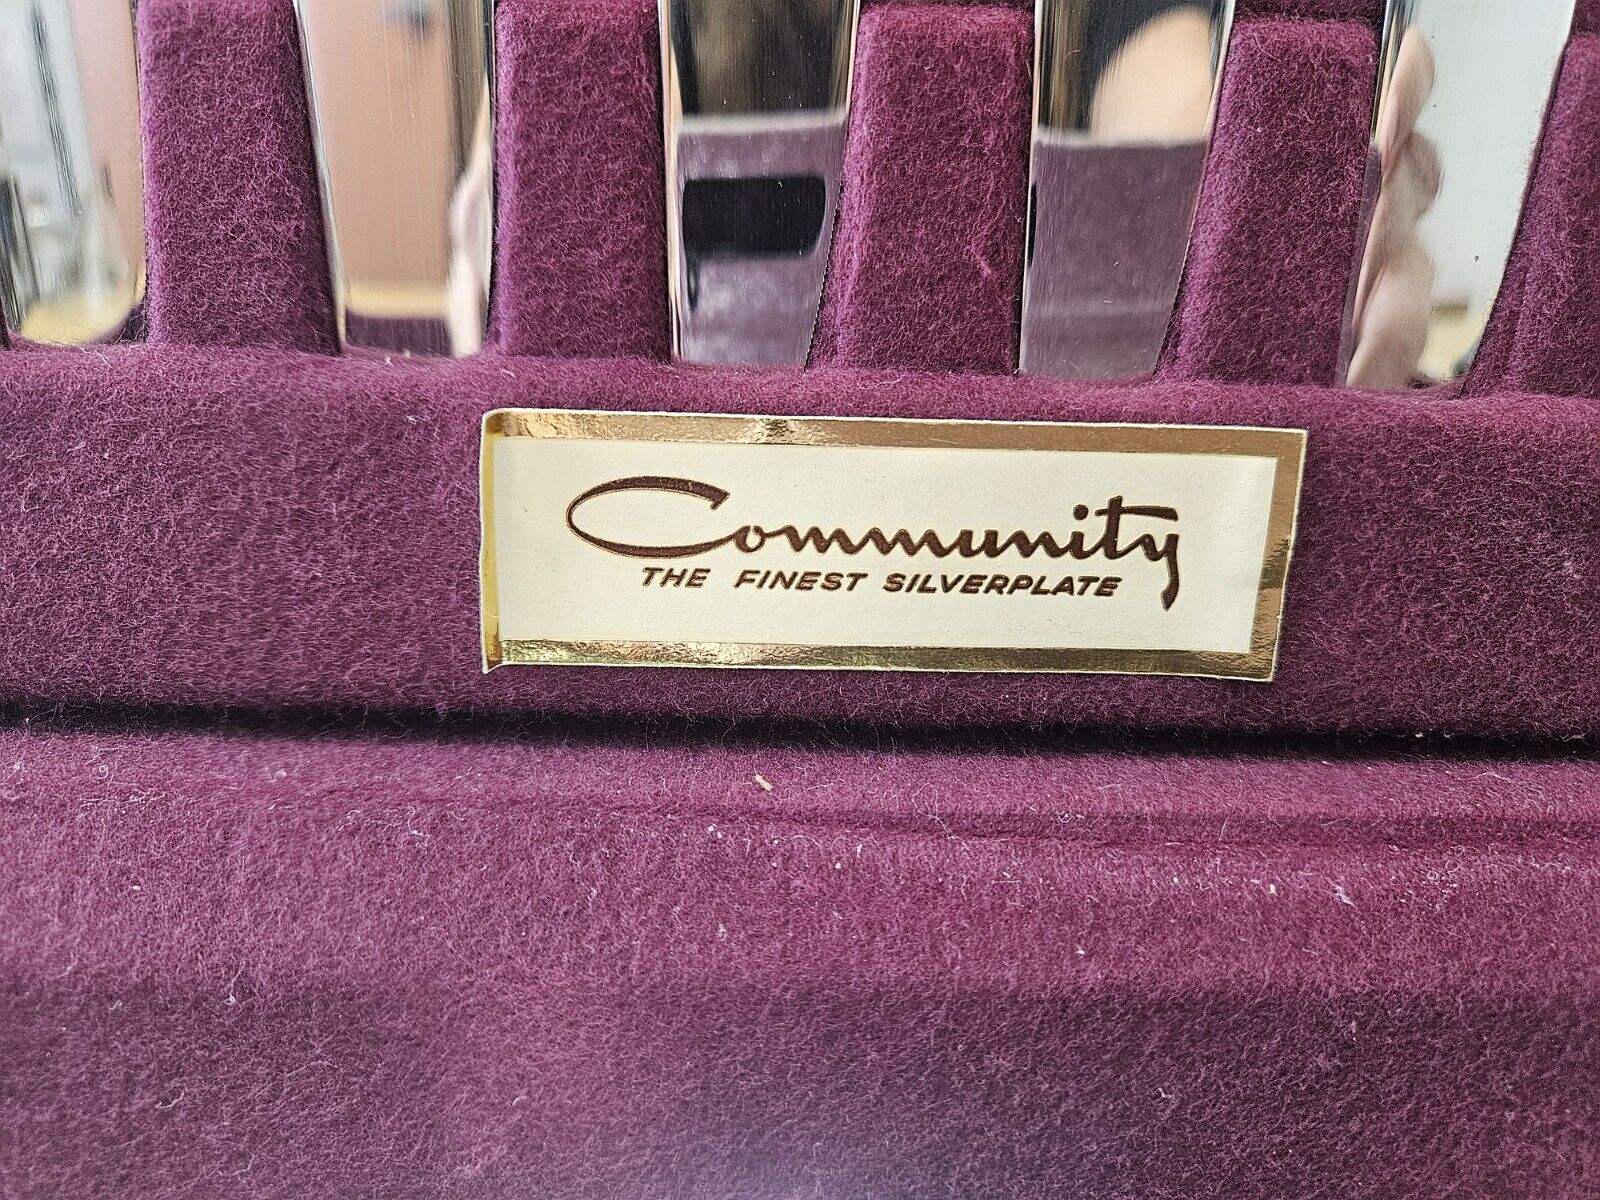 Community
THE FINEST SILVERPLATE